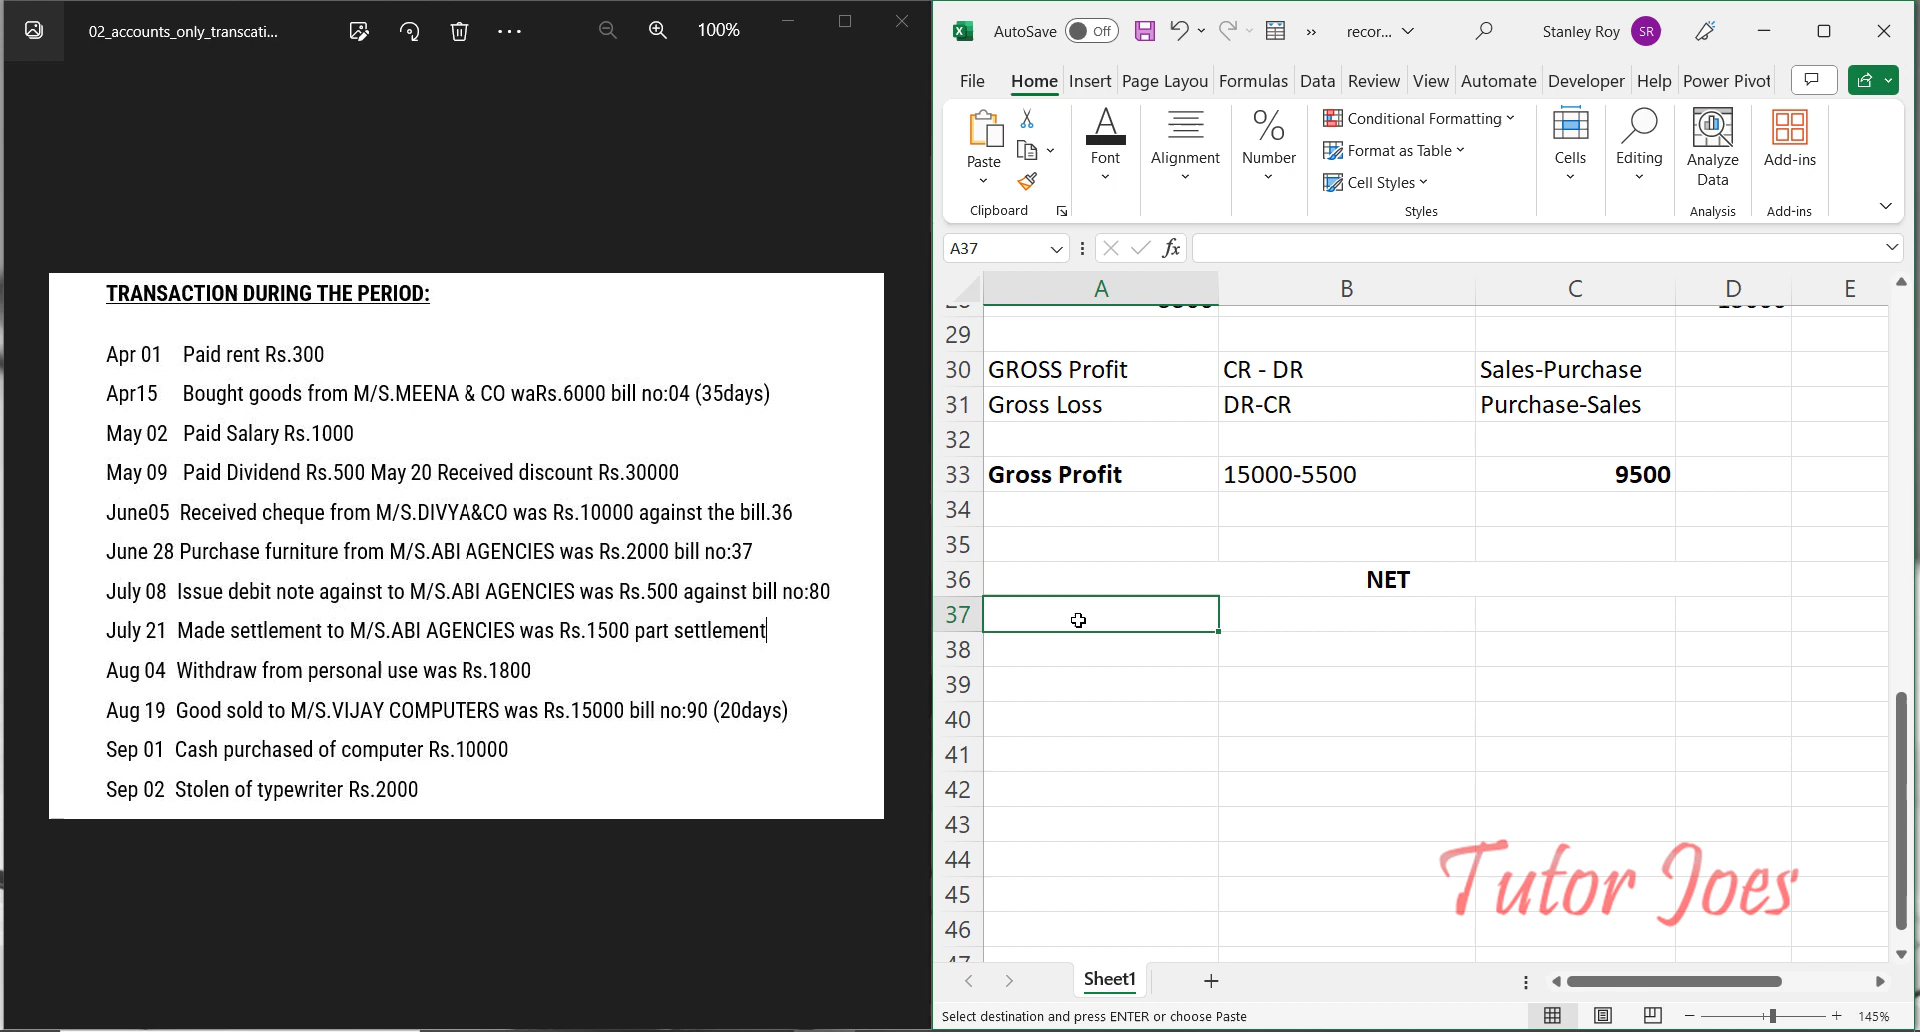 02_accounts_only_transcati...
100%
TRANSACTION DURING THE PERIOD:
Apr 01 Paid rent Rs.300
Apr15 Bought goods from M/S.MEENA & CO waRs.6000 bill no:04 (35days)
May 02 Paid Salary Rs.1000
May 09 Paid Dividend Rs.500 May 20 Received discount Rs.30000
June05 Received cheque from M/S.DIVYA&CO was Rs.10000 against the bill.36
June 28 Purchase furniture from M/S.ABI AGENCIES was Rs.2000 bill no:37
July 08 Issue debit note against to M/S.ABI AGENCIES was Rs.500 against bill no:80
July 21 Made settlement to M/S.ABI AGENCIES was Rs.1500 part settlement
Aug 04 Withdraw from personal use was Rs.1800
Aug 19 Good sold to M/S.VIJAY COMPUTERS was Rs.15000 bill no:90 (20days)
Sep 01 Cash purchased of computer Rs.10000
Sep 02 Stolen of typewriter Rs.2000
AutoSave Off recor... Stanley Roy SR
File Home Insert Page Layou Formulas Data Review View Automate Developer Help Power Pivot
Paste Font Alignment Number Conditional Formatting Format as Table Cell Styles Cells Editing Analyze Data Add-ins
Clipboard Styles Analysis Add-ins
A37 fx
A B C D E
29
30 GROSS Profit CR - DR Sales-Purchase
31 Gross Loss DR-CR Purchase-Sales
32
33 Gross Profit 15000-5500 9500
34
35
36 NET
37
38
39
40
41
42
43
44
45
46
Tutor Joes
Sheet1
Select destination and press ENTER or choose Paste 145%